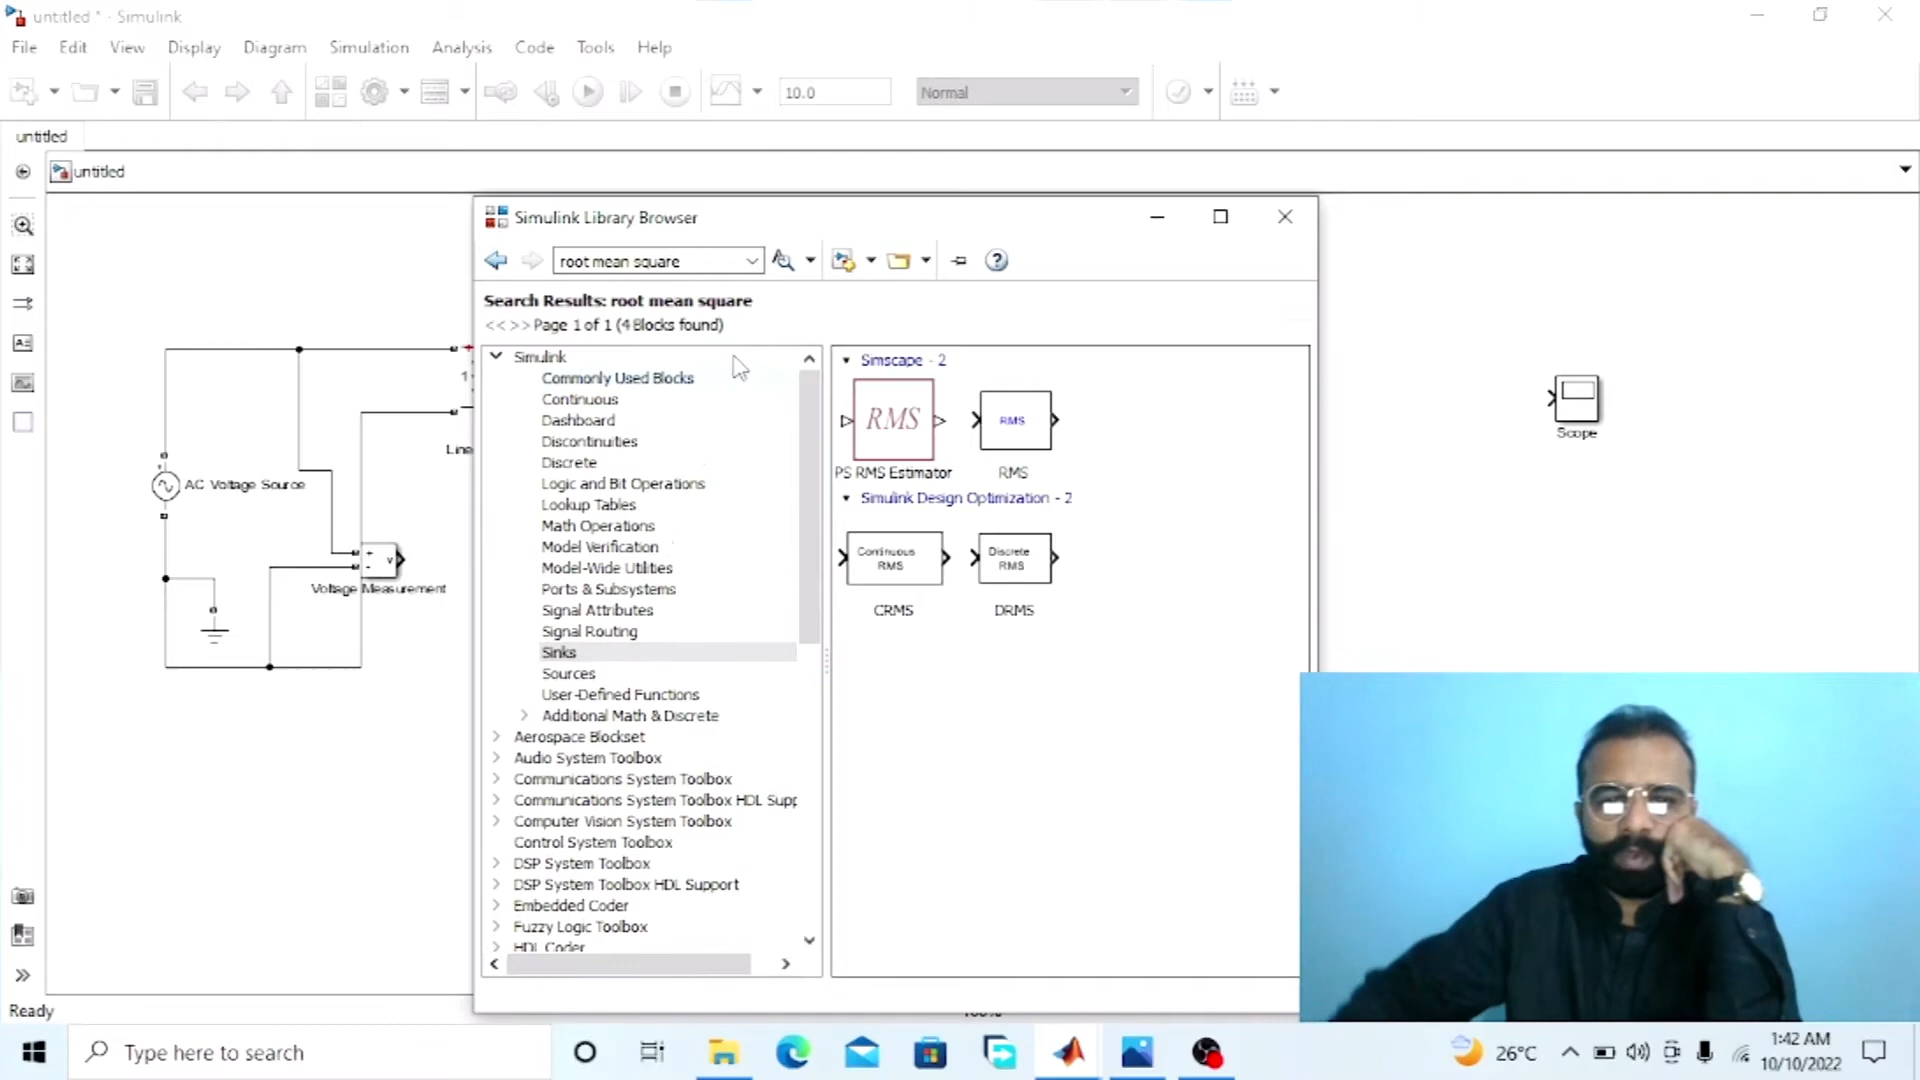 untitled * - Simulink
File Edit View Display Diagram Simulation Analysis Code Tools Help
10.0 Normal
untitled
untitled
Simulink Library Browser
root mean square
Search Results: root mean square
<< >> Page 1 of 1 (4 Blocks found)
Simulink
Commonly Used Blocks
Continuous
Dashboard
Discontinuities
Discrete
Logic and Bit Operations
Lookup Tables
Math Operations
Model Verification
Model-Wide Utilities
Ports & Subsystems
Signal Attributes
Signal Routing
Sinks
Sources
User-Defined Functions
Additional Math & Discrete
Aerospace Blockset
Audio System Toolbox
Communications System Toolbox
Communications System Toolbox HDL Supp
Computer Vision System Toolbox
Control System Toolbox
DSP System Toolbox
DSP System Toolbox HDL Support
Embedded Coder
Fuzzy Logic Toolbox
HDL Coder
Simscape - 2
RMS
RMS
PS RMS Estimator
RMS
Simulink Design Optimization - 2
Continuous
RMS
Discrete
RMS
CRMS
DRMS
AC Voltage Source
+
-
v
Voltage Measurement
1
Line
Scope
Ready
Type here to search
26°C
1:42 AM
10/10/2022